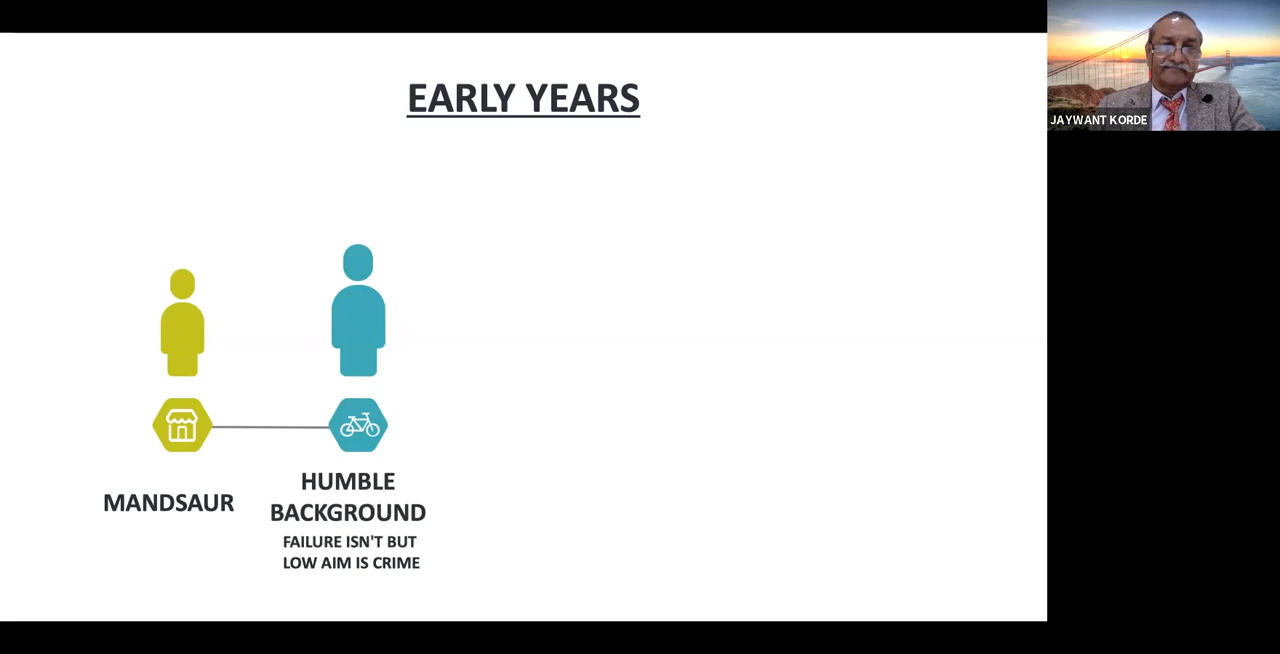 EARLY YEARS
JAYWANT KORDE
MANDSAUR
HUMBLE
BACKGROUND
FAILURE ISN'T BUT
LOW AIM IS CRIME